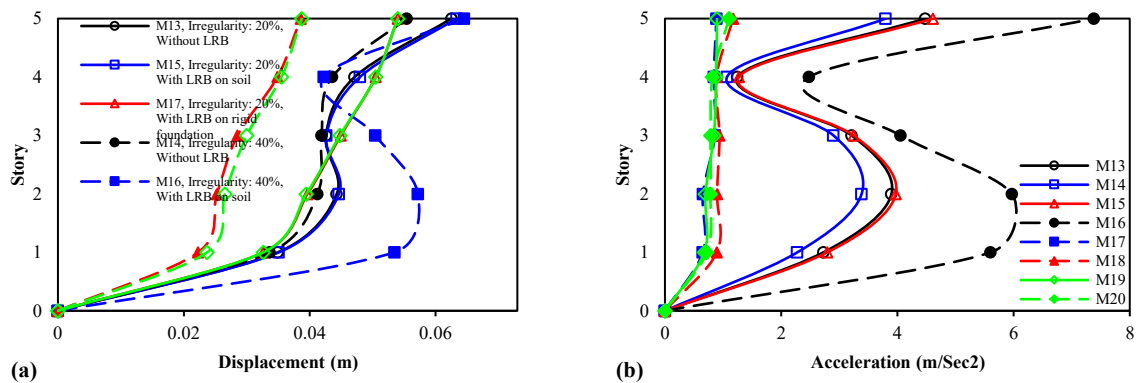 5
4
3
2
1
0
Story
M13, Irregularity: 20%,
Without LRB
M15, Irregularity: 20%,
With LRB on soil
M17, Irregularity: 20%,
With LRB on rigid
foundation
M14, Irregularity: 40%,
Without LRB
M16, Irregularity: 40%,
With LRB on soil
0 0.02 0.04 0.06
(a) Displacement (m)
5
4
3
2
1
0
Story
M13
M14
M15
M16
M17
M18
M19
M20
0 2 4 6 8
(b) Acceleration (m/Sec2)